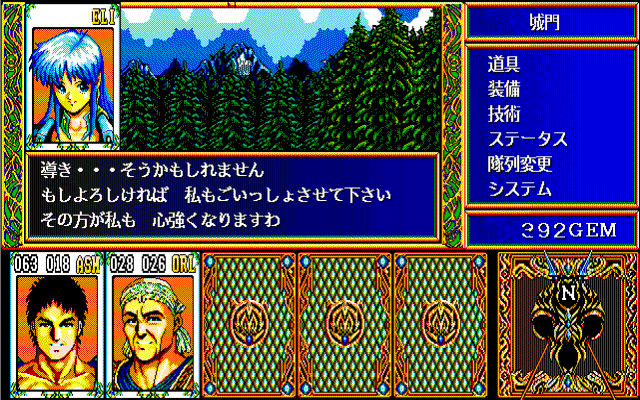 ELI
導き・・・そうかもしれません
もしよろしければ　私もごいっしょさせて下さい
その方が私も　心強くなりますわ
城門
道具
装備
技術
ステータス
隊列変更
システム
392GEM
063 018 ASM
028 026 ORL
N